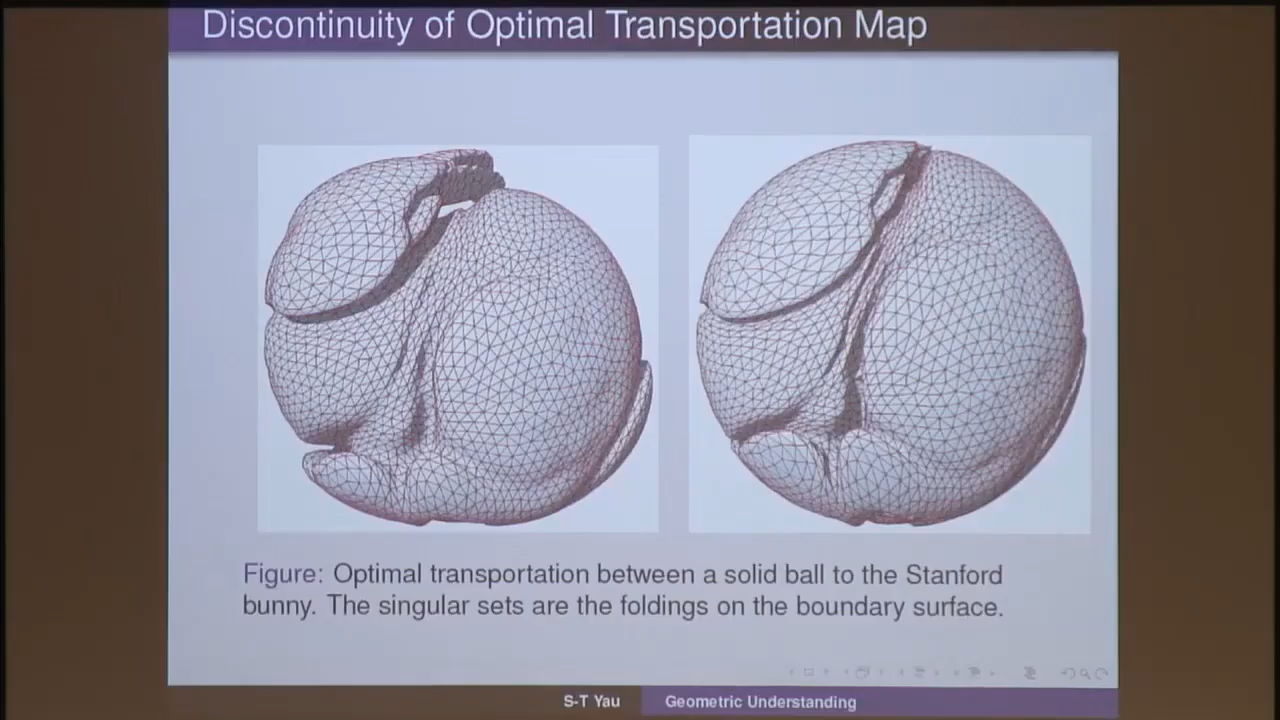 Discontinuity of Optimal Transportation Map
Figure: Optimal transportation between a solid ball to the Stanford
bunny. The singular sets are the foldings on the boundary surface.
S-T Yau
Geometric Understanding